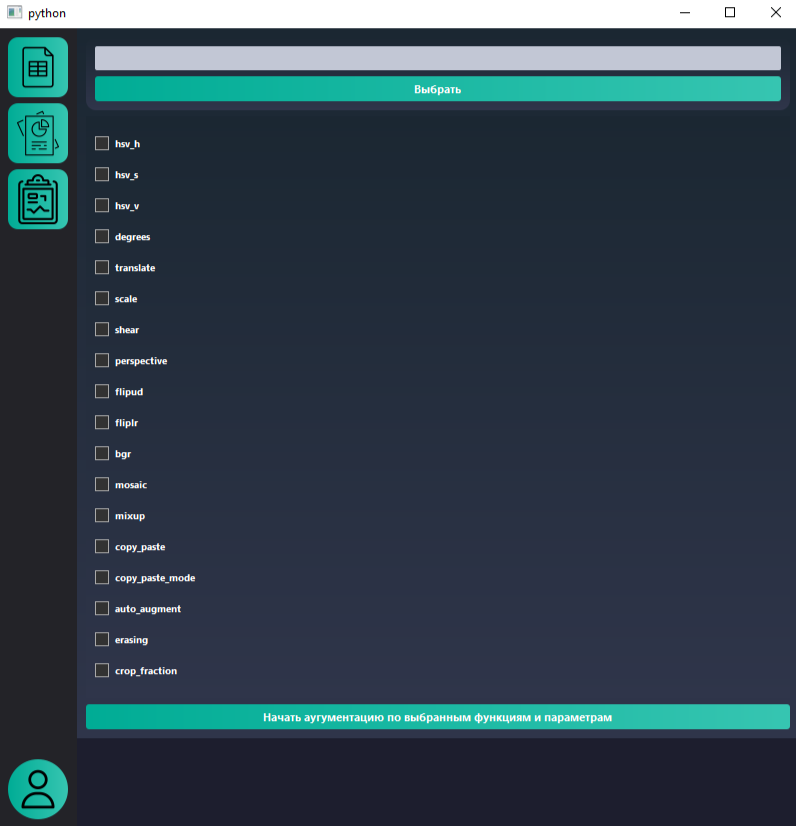 python
Выбрать
hsv_h
hsv_s
hsv_v
degrees
translate
scale
shear
perspective
flipud
fliplr
bgr
mosaic
mixup
copy_paste
copy_paste_mode
auto_augment
erasing
crop_fraction
Начать аугументацию по выбранным функциям и параметрам